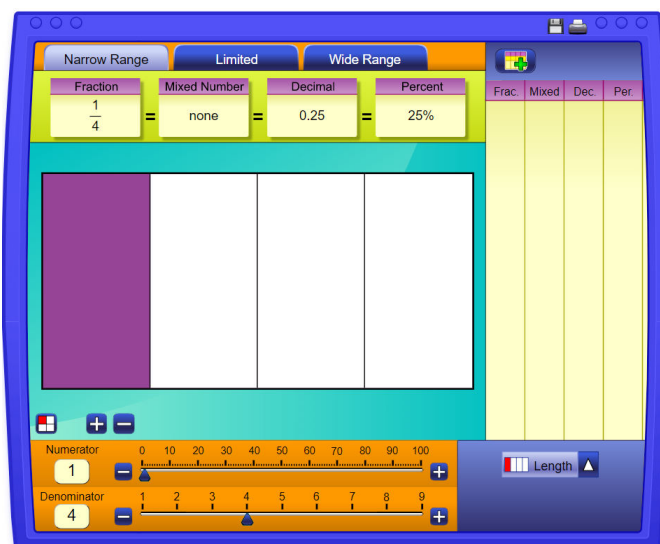 Narrow Range Limited Wide Range
Fraction Mixed Number Decimal Percent
1
4
= none = 0.25 = 25%
Frac. Mixed Dec. Per.
Numerator
1
0 10 20 30 40 50 60 70 80 90 100
Denominator
4
1 2 3 4 5 6 7 8 9
Length